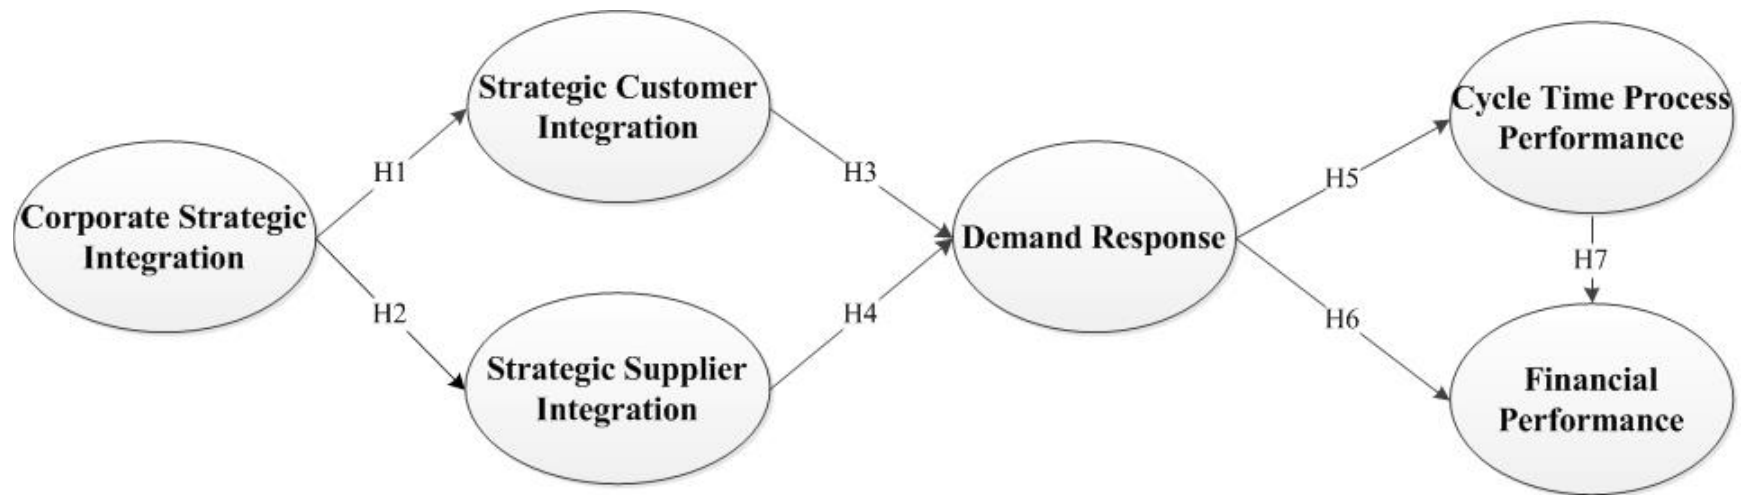 Corporate Strategic
Integration
H1
H2
Strategic Customer
Integration
Strategic Supplier
Integration
H3
H4
Demand Response
H5
H6
Cycle Time Process
Performance
H7
Financial
Performance